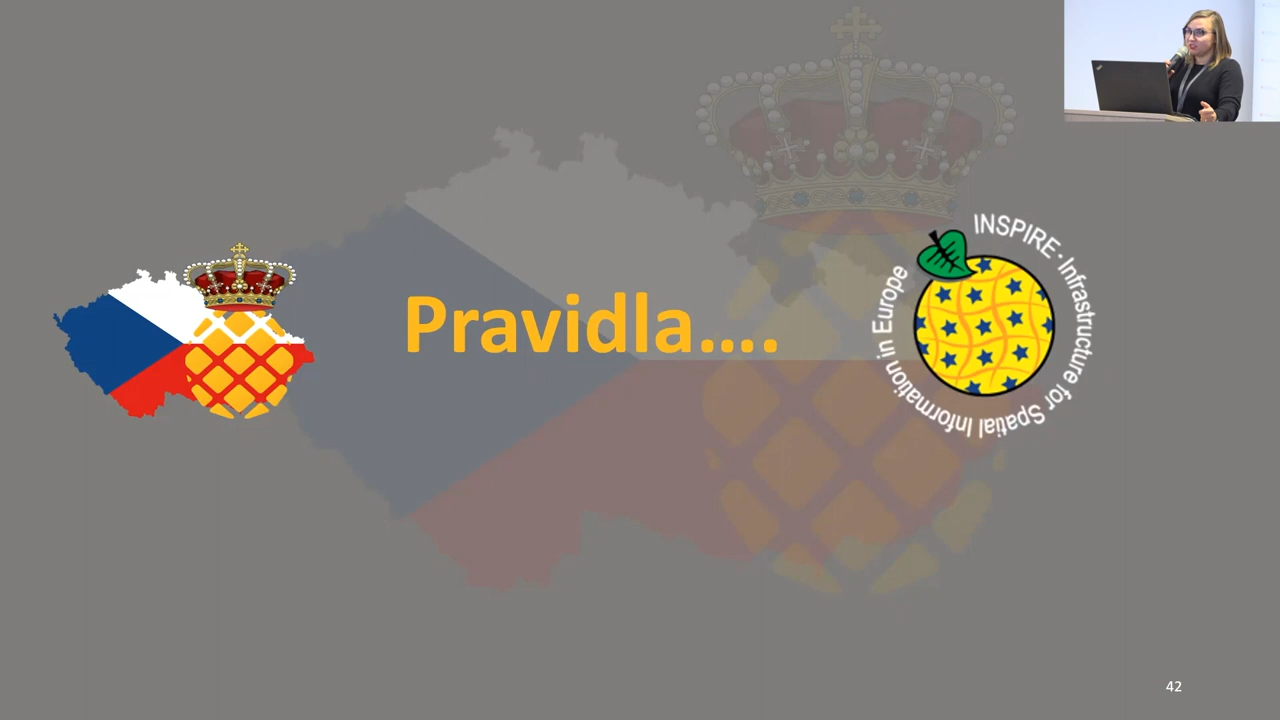 Pravidla....
INSPIRE · Infrastructure for Spatial Information in Europe
42